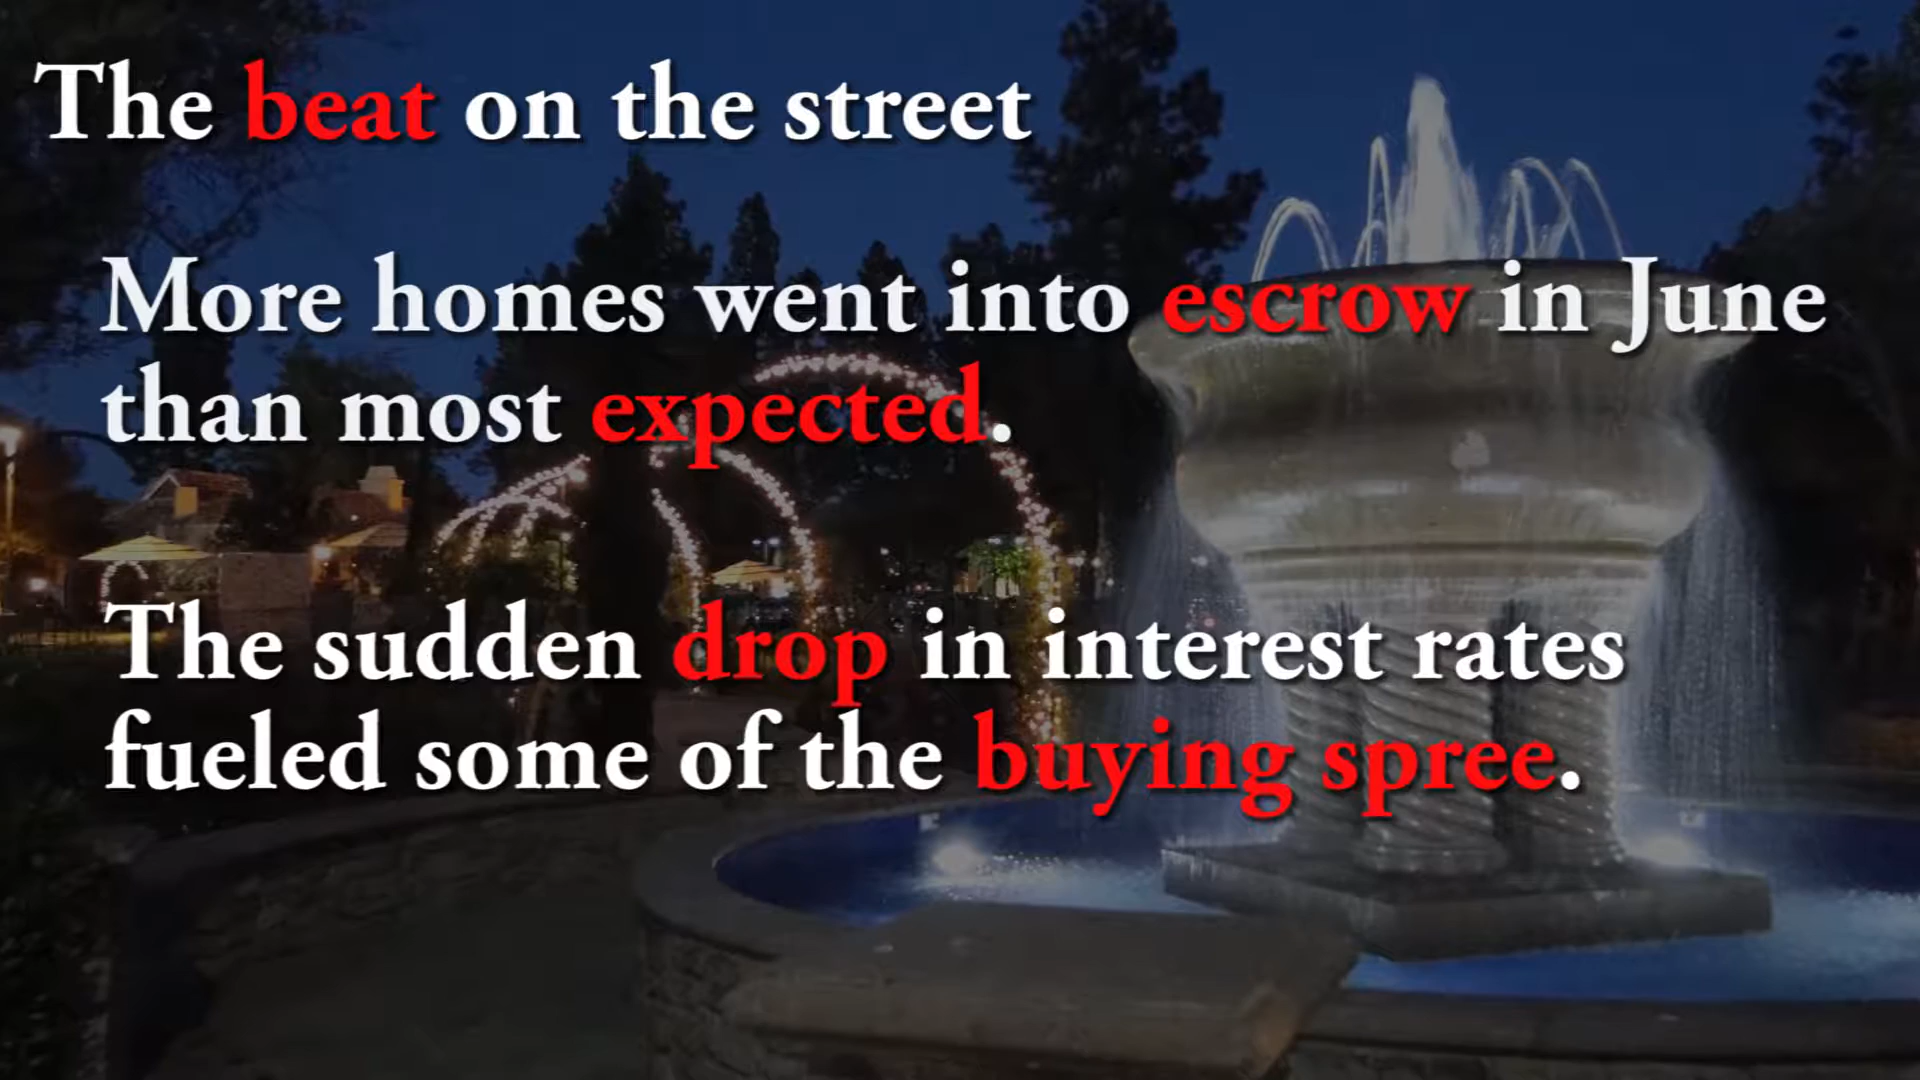 The beat on the street
More homes went into escrow in June
than most expected.
The sudden drop in interest rates
fueled some of the buying spree.